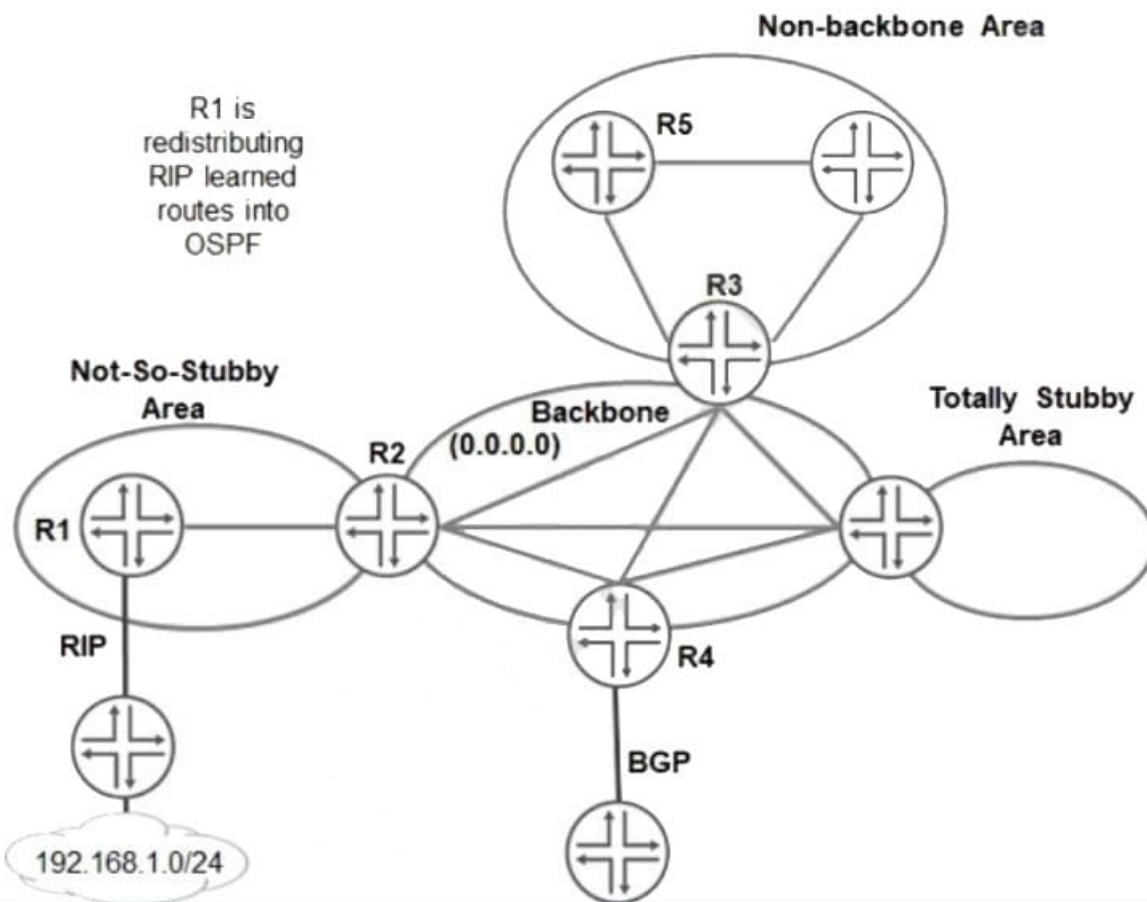 Non-backbone Area
R1 is
redistributing
RIP learned
routes into
OSPF
R5
R3
Not-So-Stubby
Area
Backbone
(0.0.0.0)
Totally Stubby
Area
R2
R1
RIP
R4
BGP
192.168.1.0/24